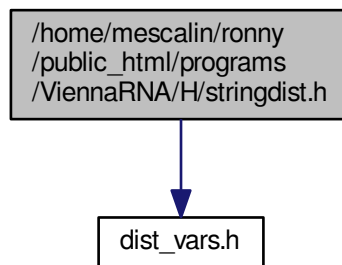 /home/mescalin/ronny
/public_html/programs
/ViennaRNA/H/stringdist.h
dist_vars.h